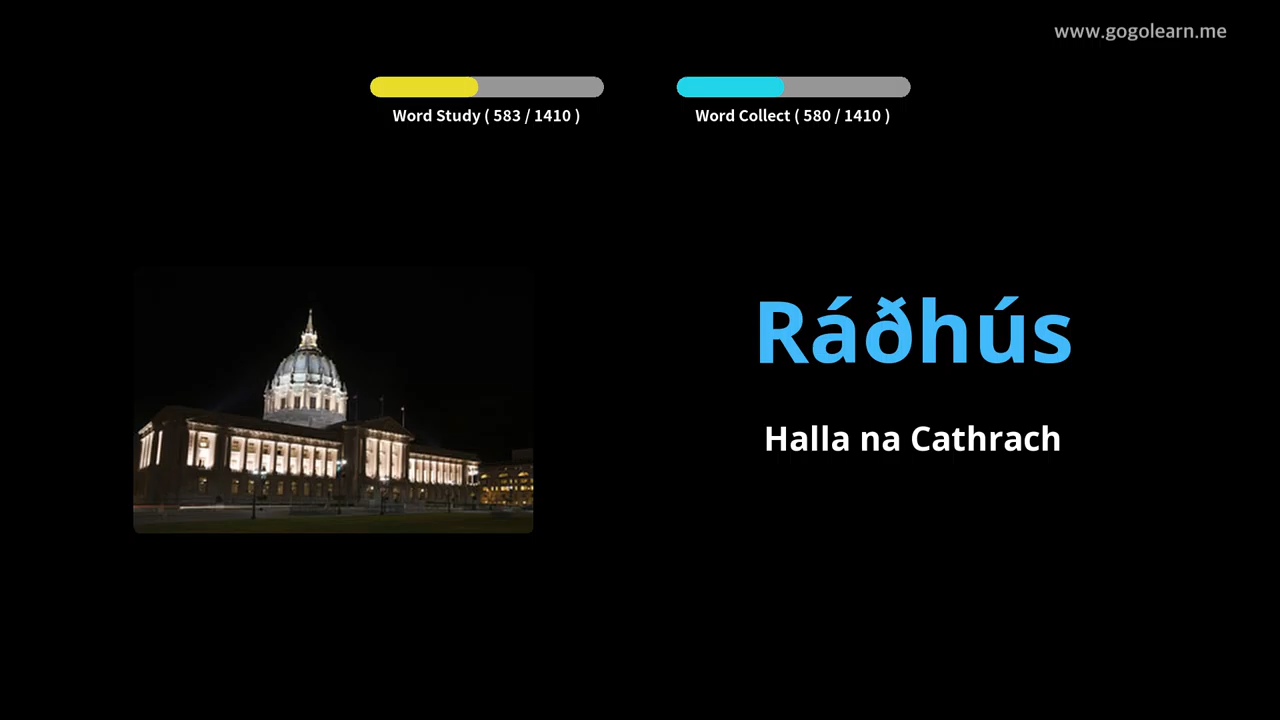 www.gogolearn.me
Word Study ( 583 / 1410 )
Word Collect ( 580 / 1410 )
Ráðhús
Halla na Cathrach